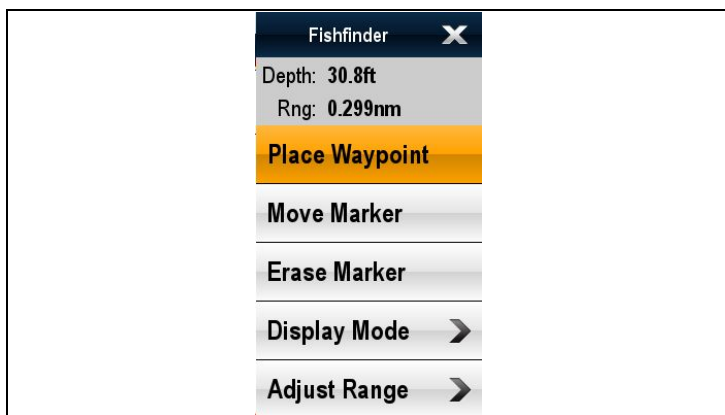 Fishfinder
Depth: 30.8ft
Rng: 0.299nm
Place Waypoint
Move Marker
Erase Marker
Display Mode
Adjust Range